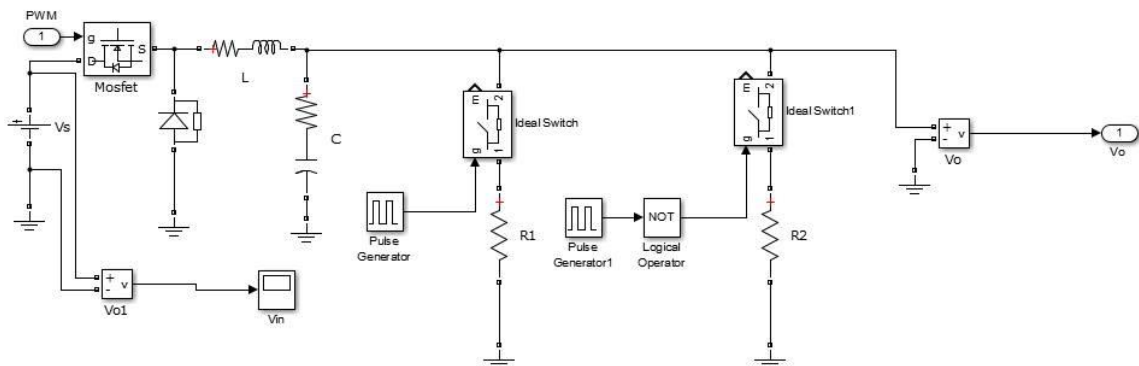 PWM
1
g
D
S
Mosfet
L
Vs
C
m
2
g
1
Ideal Switch
m
2
g
1
Ideal Switch1
+
-
v
Vo
1
Vo
Pulse
Generator
R1
Pulse
Generator1
NOT
Logical
Operator
R2
+
-
v
Vo1
Vin